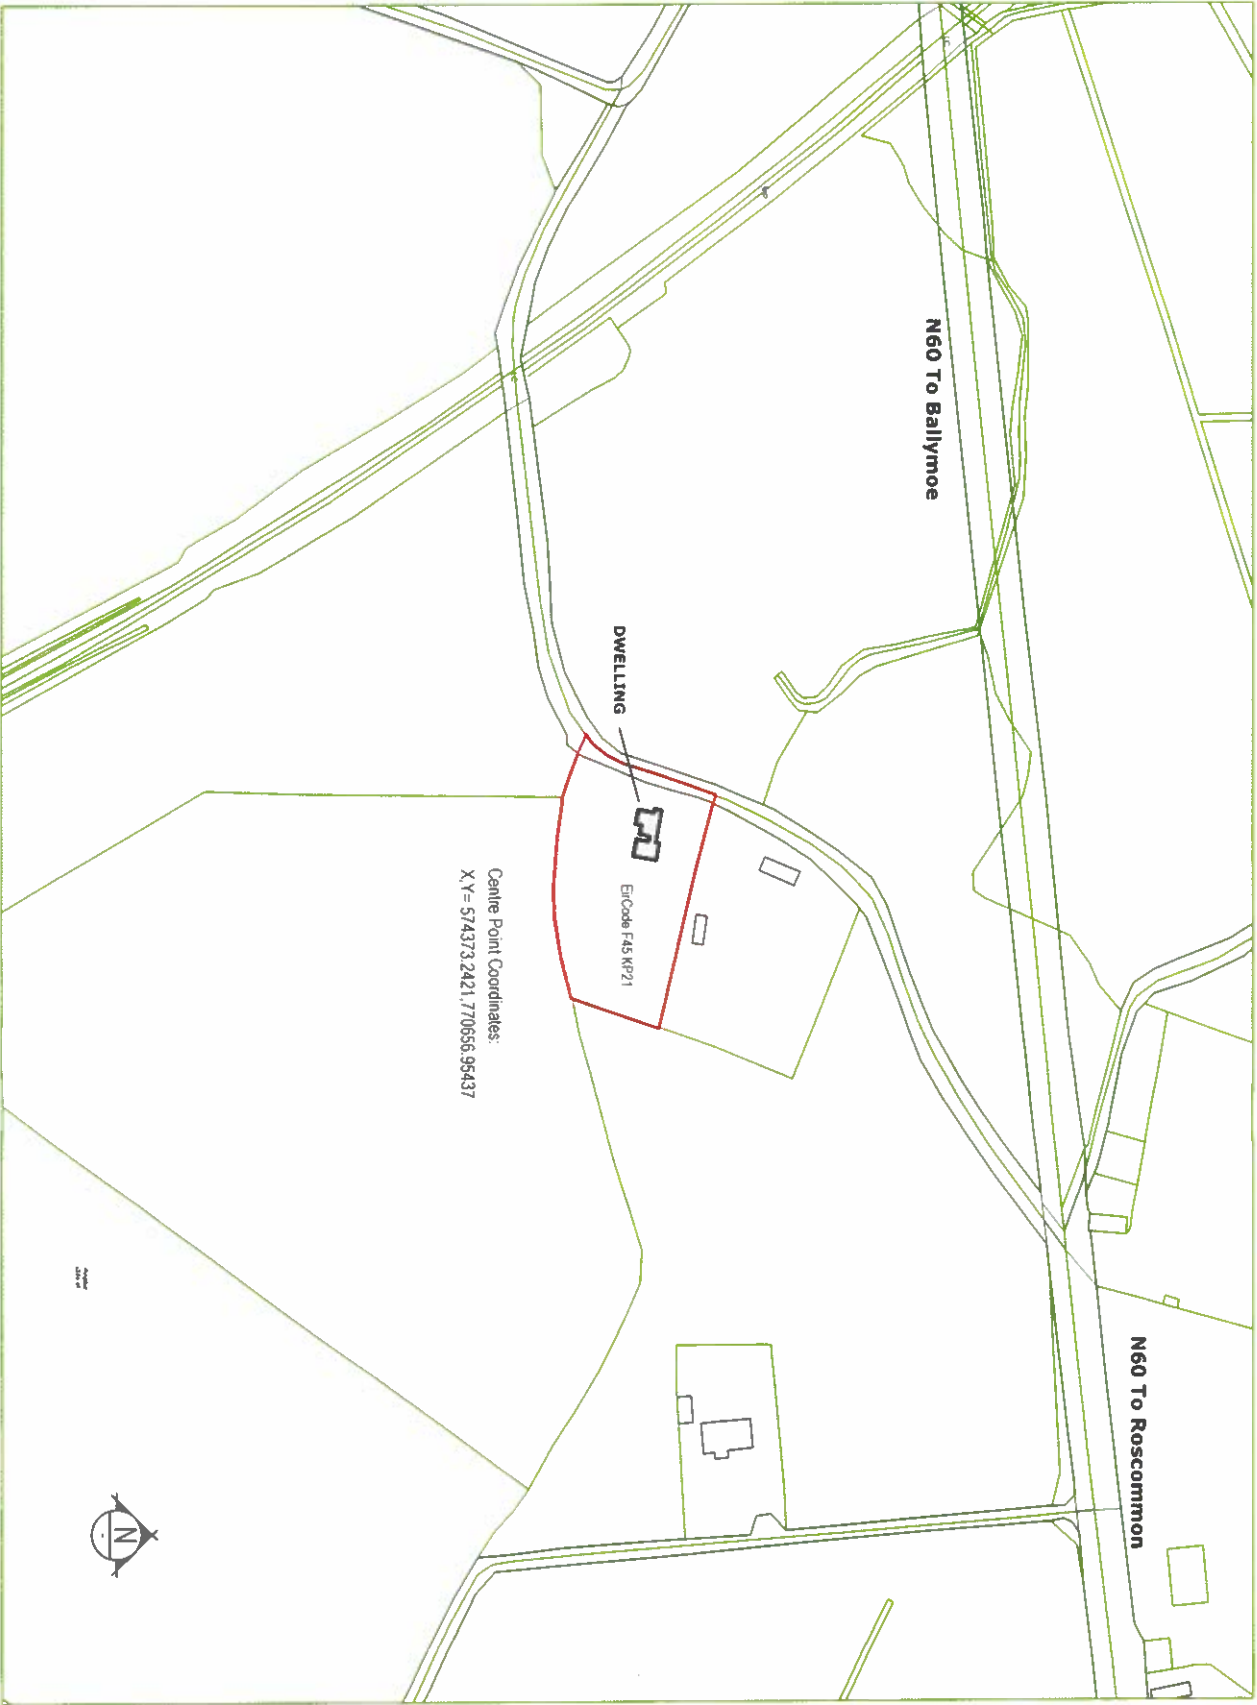 N60 To Ballymoe
N60 To Roscommon
DWELLING
EirCode F45 KP21
Centre Point Coordinates:
X,Y= 574373.2421,770656.95437
N